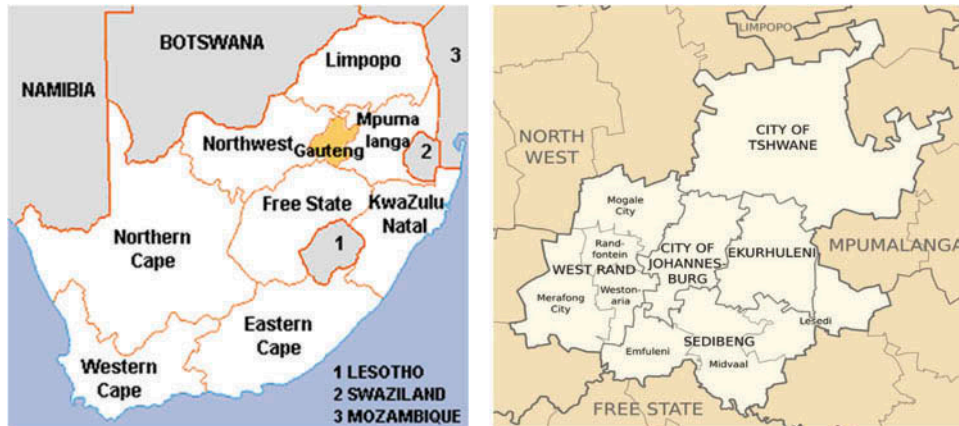 BOTSWANA
NAMIBIA
Limpopo
3
Mpuma
langa
Northwest
Gauteng
2
Free State
KwaZulu
Natal
1
Northern
Cape
Eastern
Cape
Western
Cape
1 LESOTHO
2 SWAZILAND
3 MOZAMBIQUE
LIMPOPO
NORTH
WEST
CITY OF
TSHWANE
Mogale
City
Rand-
fontein
WEST RAND
CITY OF
JOHANNES-
BURG
EKURHULENI
MPUMALANGA
Weston-
aria
Merafong
City
Lesedi
SEDIBENG
Emfuleni
Midvaal
FREE STATE